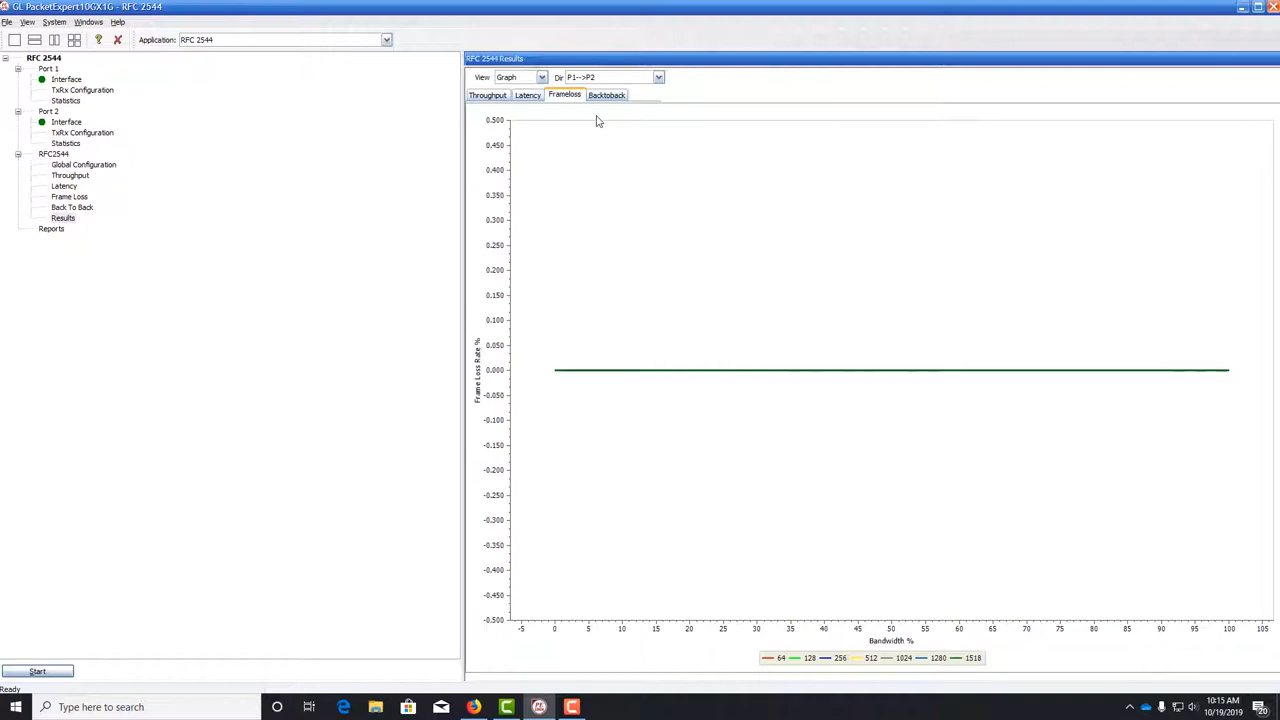 GL PacketExpert10GX1G - RFC 2544
File View System Windows Help
Application: RFC 2544
RFC 2544
Port 1
Interface
TxRx Configuration
Statistics
Port 2
Interface
TxRx Configuration
Statistics
RFC2544
Global Configuration
Throughput
Latency
Frame Loss
Back To Back
Results
Reports
RFC 2544 Results
View Graph Dir P1-->P2
Throughput Latency Frameloss Backtoback
0.500
0.450
0.400
0.350
0.300
0.250
0.200
0.150
0.100
0.050
0.000
-0.050
-0.100
-0.150
-0.200
-0.250
-0.300
-0.350
-0.400
-0.450
-0.500
Frame Loss Rate %
-5 0 5 10 15 20 25 30 35 40 45 50 55 60 65 70 75 80 85 90 95 100 105
Bandwidth %
64 128 256 512 1024 1280 1518
Start
Ready
Type here to search
10:15 AM
10/19/2019
20